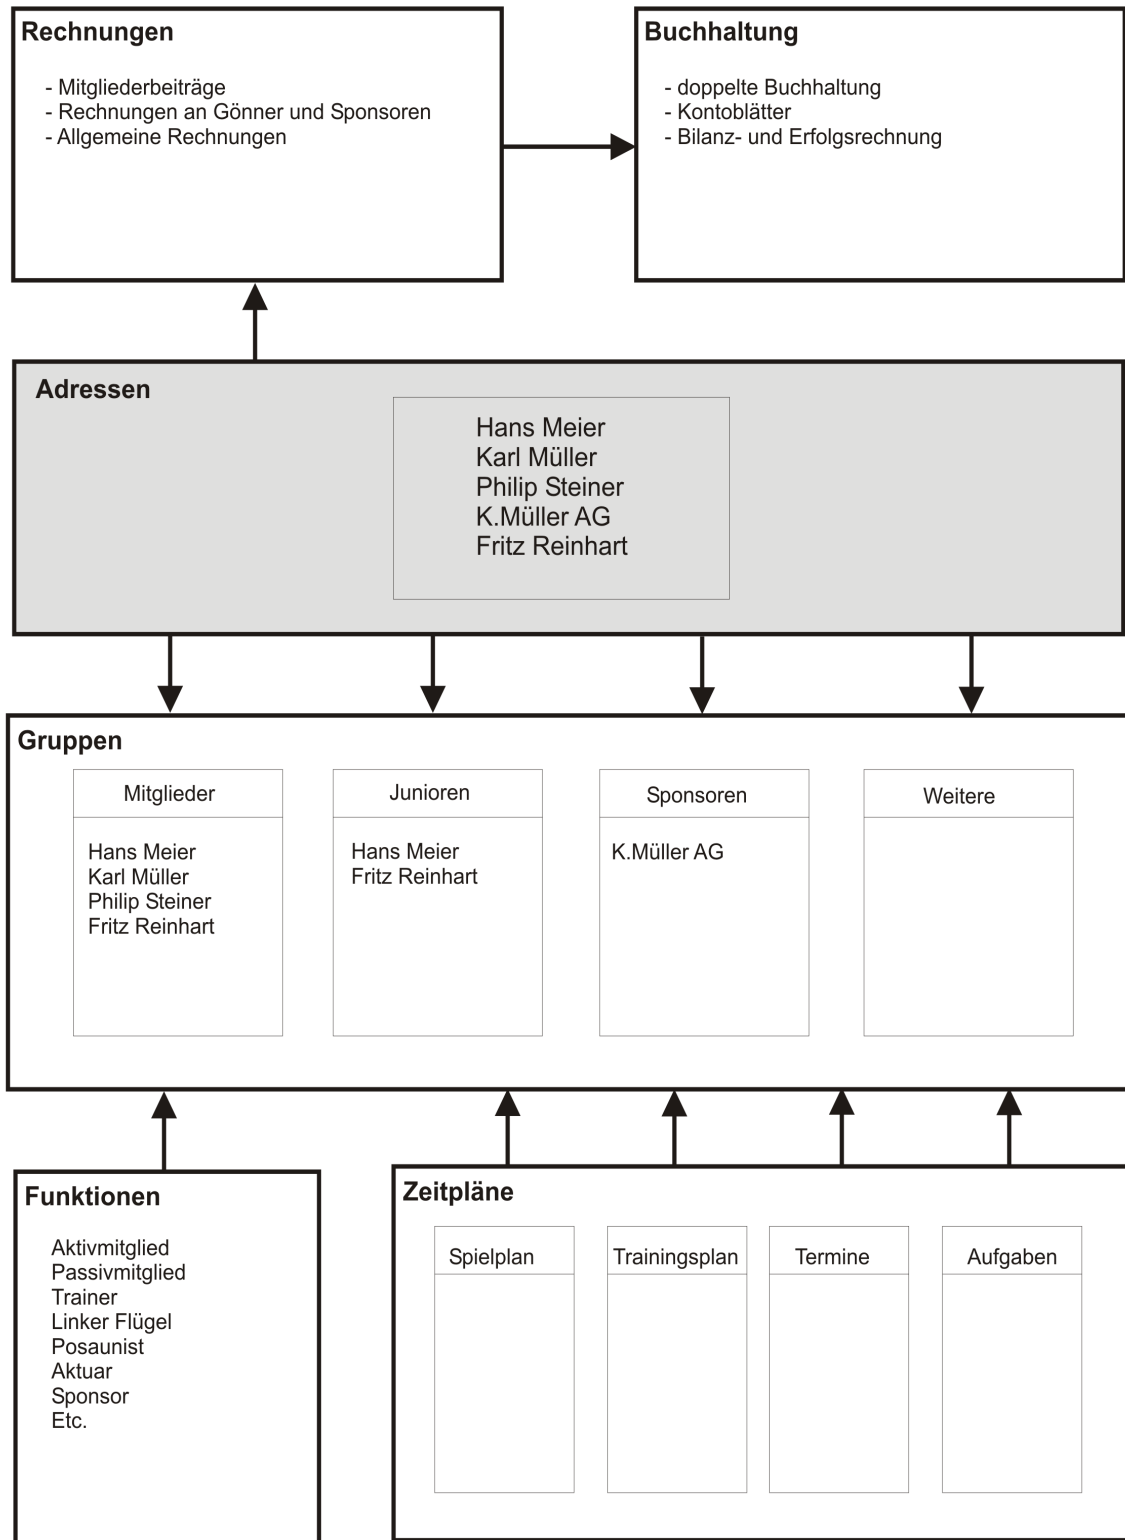 Rechnungen
- Mitgliederbeiträge
- Rechnungen an Gönner und Sponsoren
- Allgemeine Rechnungen
Buchhaltung
- doppelte Buchhaltung
- Kontoblätter
- Bilanz- und Erfolgsrechnung
Adressen
Hans Meier
Karl Müller
Philip Steiner
K.Müller AG
Fritz Reinhart
Gruppen
Mitglieder
Hans Meier
Karl Müller
Philip Steiner
Fritz Reinhart
Junioren
Hans Meier
Fritz Reinhart
Sponsoren
K.Müller AG
Weitere
Funktionen
Aktivmitglied
Passivmitglied
Trainer
Linker Flügel
Posaunist
Aktuar
Sponsor
Etc.
Zeitpläne
Spielplan
Trainingsplan
Termine
Aufgaben